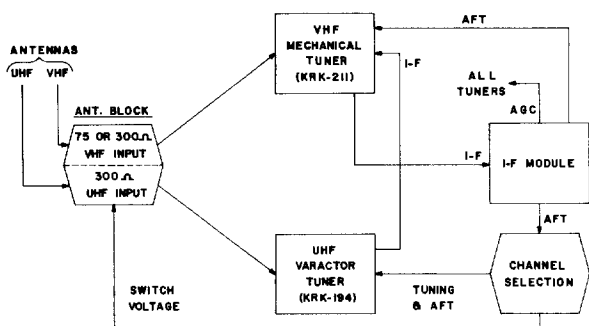 ANTENNAS
UHF VHF
ANT. BLOCK
75 OR 300Ω
VHF INPUT
300Ω
UHF INPUT
SWITCH
VOLTAGE
VHF
MECHANICAL
TUNER
(KRK-211)
I-F
AFT
ALL
TUNERS
AGC
I-F
I-F MODULE
AFT
UHF
VARACTOR
TUNER
(KRK-194)
TUNING
& AFT
CHANNEL
SELECTION